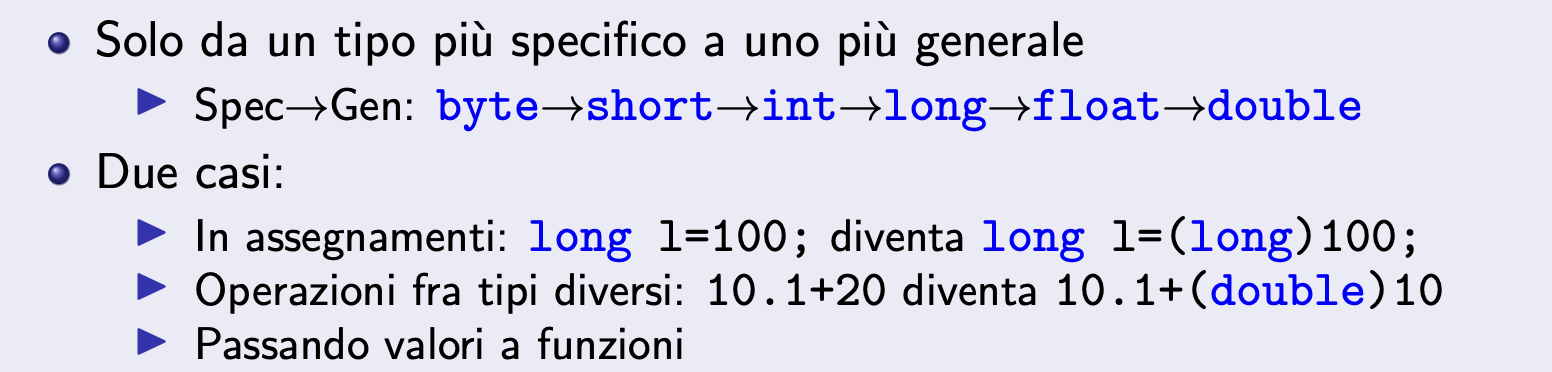 Solo da un tipo più specifico a uno più generale
Spec→Gen: byte→short→int→long→float→double
Due casi:
In assegnamenti: long l=100; diventa long l=(long)100;
Operazioni fra tipi diversi: 10.1+20 diventa 10.1+(double)10
Passando valori a funzioni